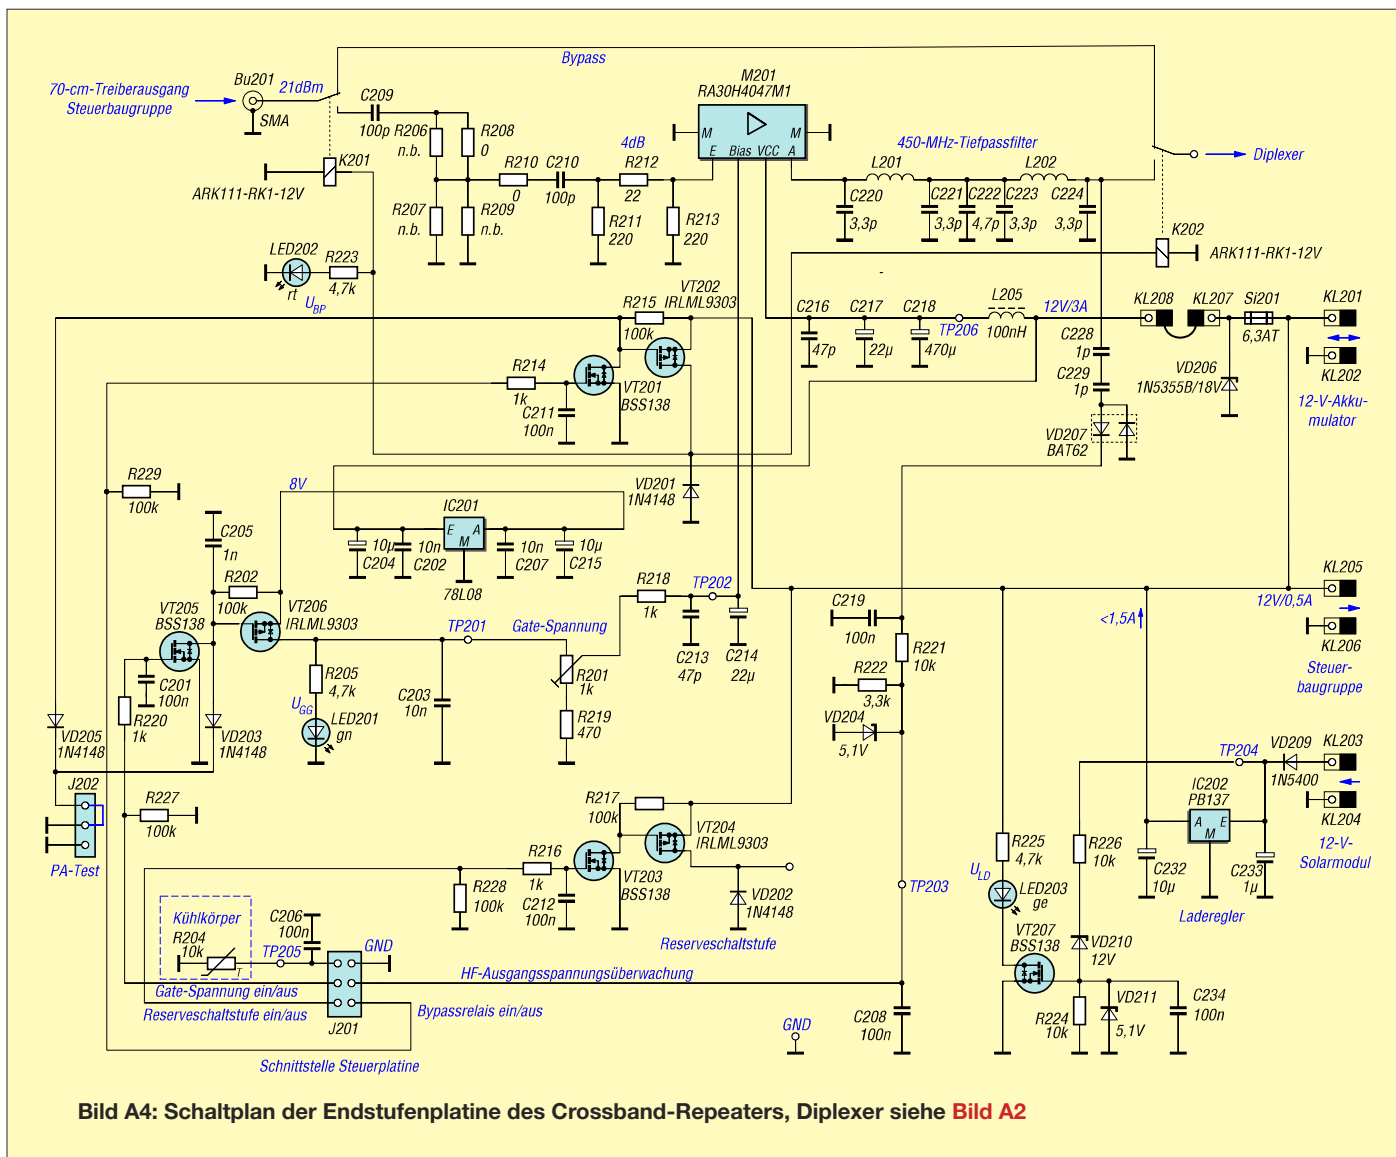 Bypass
M201
RA30H4047M1
70-cm-Treiberausgang
Steuerbaugruppe
Bu201
21dBm
SMA
C209
100p
R206
n.b.
R208
0
K201
ARK111-RK1-12V
R207
n.b.
R209
n.b.
R210
0
C210
100p
4dB
R212
22
R211
220
R213
220
M
M
E
Bias
VCC
A
450-MHz-Tiefpassfilter
L201
L202
C220
3,3p
C221
3,3p
C222
4,7p
C223
3,3p
C224
3,3p
Diplexer
K202
ARK111-RK1-12V
LED202
rt
R223
4,7k
UBP
VT202
IRLML9303
R215
100k
R214
1k
VT201
BSS138
C211
100n
C216
47p
C217
22µ
C218
470µ
TP206
L205
100nH
12V/3A
KL208
KL207
Si201
6,3AT
KL201
KL202
12-V-Akku-
mulator
C228
1p
C229
1p
VD206
1N5355B/18V
VD207
BAT62
R229
100k
8V
VD201
1N4148
IC201
E
A
M
78L08
10µ
C204
10n
C202
10n
C207
10µ
C215
C205
1n
R202
100k
VT205
BSS138
VT206
IRLML9303
C201
100n
R220
1k
R205
4,7k
UGG
LED201
gn
TP201
C203
10n
Gate-Spannung
R218
1k
TP202
R201
1k
R219
470
C213
47p
C214
22µ
C219
100n
R221
10k
R222
3,3k
VD204
5,1V
<1,5A
12V/0,5A
KL205
KL206
Steuer-
baugruppe
VD205
1N4148
VD203
1N4148
J202
PA-Test
R227
100k
R217
100k
VT204
IRLML9303
R216
1k
VT203
BSS138
R228
100k
C212
100n
VD202
1N4148
Reserveschaltstufe
TP203
TP204
VD209
1N5400
KL203
KL204
12-V-
Solarmodul
IC202
PB137
A
E
M
C232
10µ
C233
1µ
Laderegler
R225
4,7k
ULD
LED203
ge
R226
10k
VT207
BSS138
VD210
12V
R224
10k
VD211
5,1V
C234
100n
Kühlkörper
R204
10k
T
TP205
C206
100n
GND
Gate-Spannung ein/aus
Reserveschaltstufe ein/aus
J201
HF-Ausgangsspannungsüberwachung
Bypassrelais ein/aus
C208
100n
GND
Schnittstelle Steuerplatine
Bild A4: Schaltplan der Endstufenplatine des Crossband-Repeaters, Diplexer siehe Bild A2